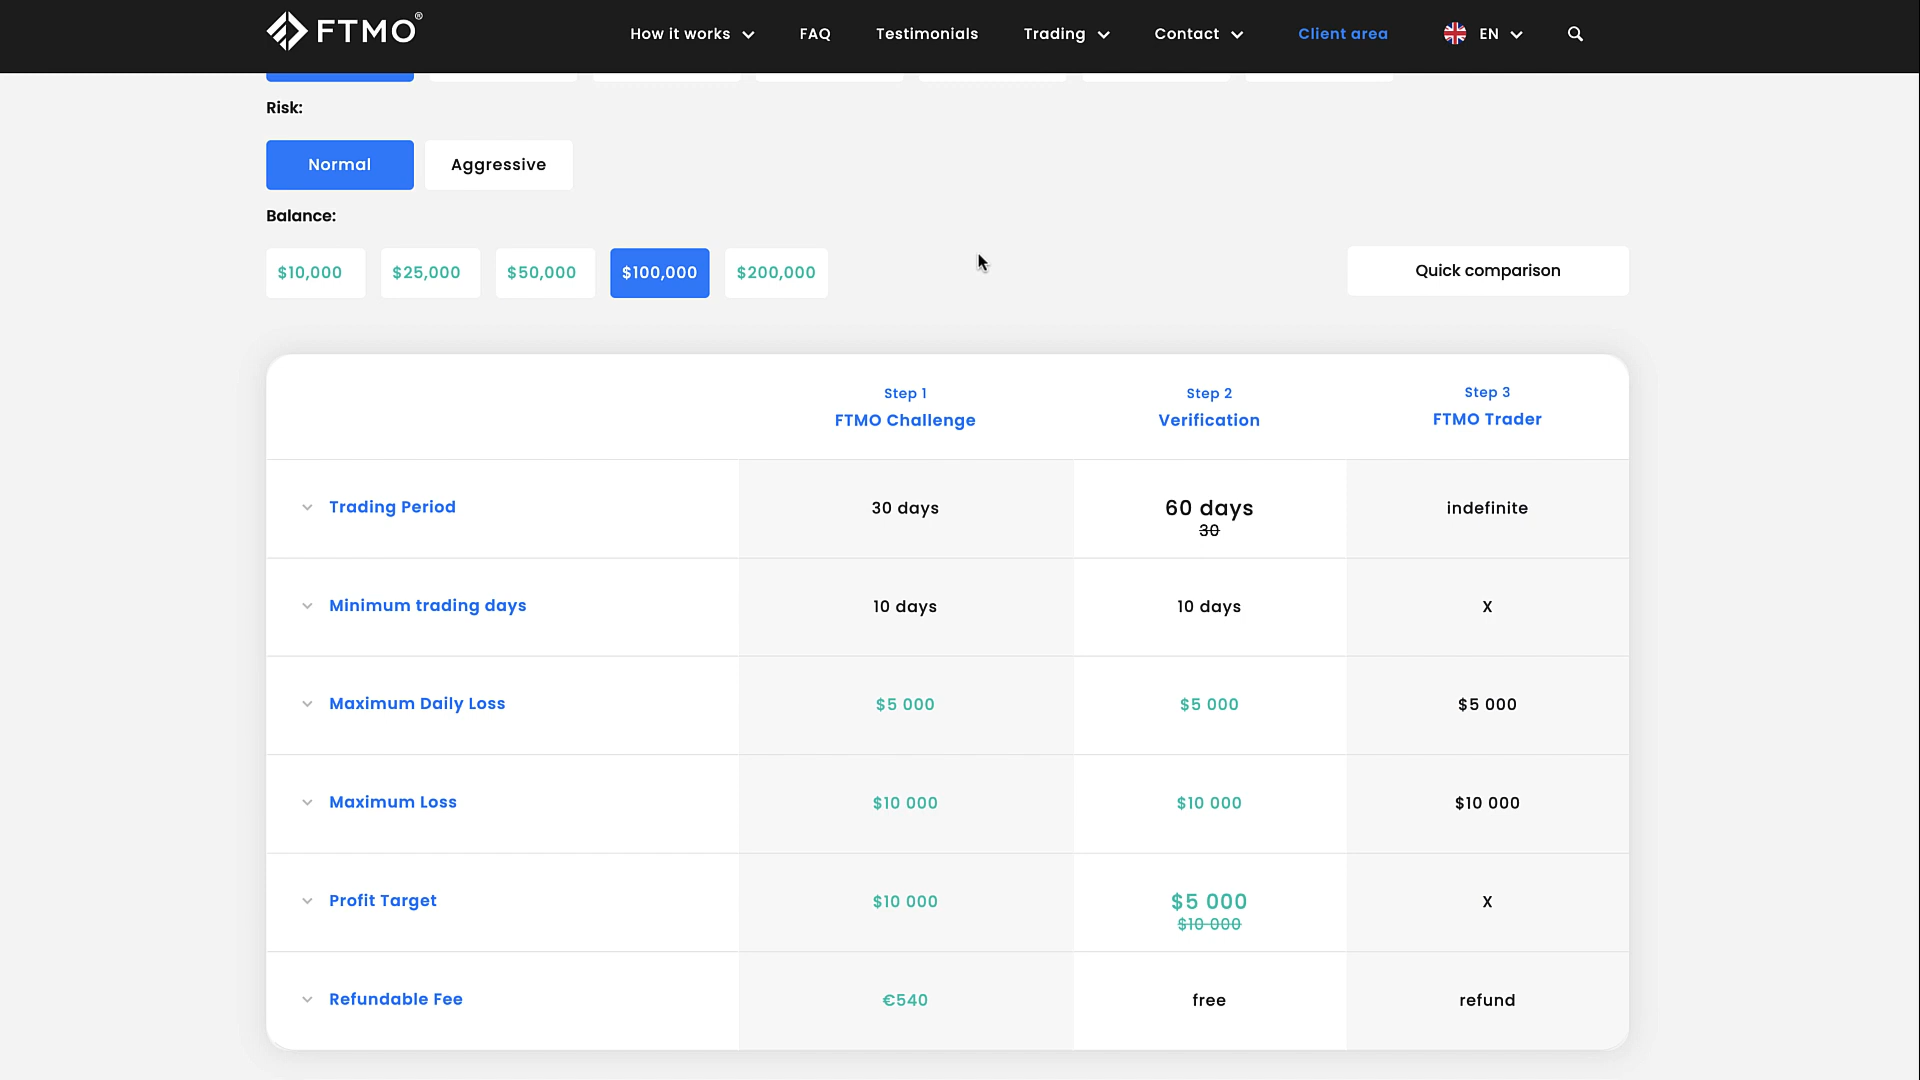 FTMO®
How it works
FAQ
Testimonials
Trading
Contact
Client area
EN
Risk:
Normal
Aggressive
Balance:
$10,000
$25,000
$50,000
$100,000
$200,000
Quick comparison
Step 1
FTMO Challenge
Step 2
Verification
Step 3
FTMO Trader
Trading Period
30 days
60 days
30
indefinite
Minimum trading days
10 days
10 days
X
Maximum Daily Loss
$5 000
$5 000
$5 000
Maximum Loss
$10 000
$10 000
$10 000
Profit Target
$10 000
$5 000
$10 000
X
Refundable Fee
€540
free
refund